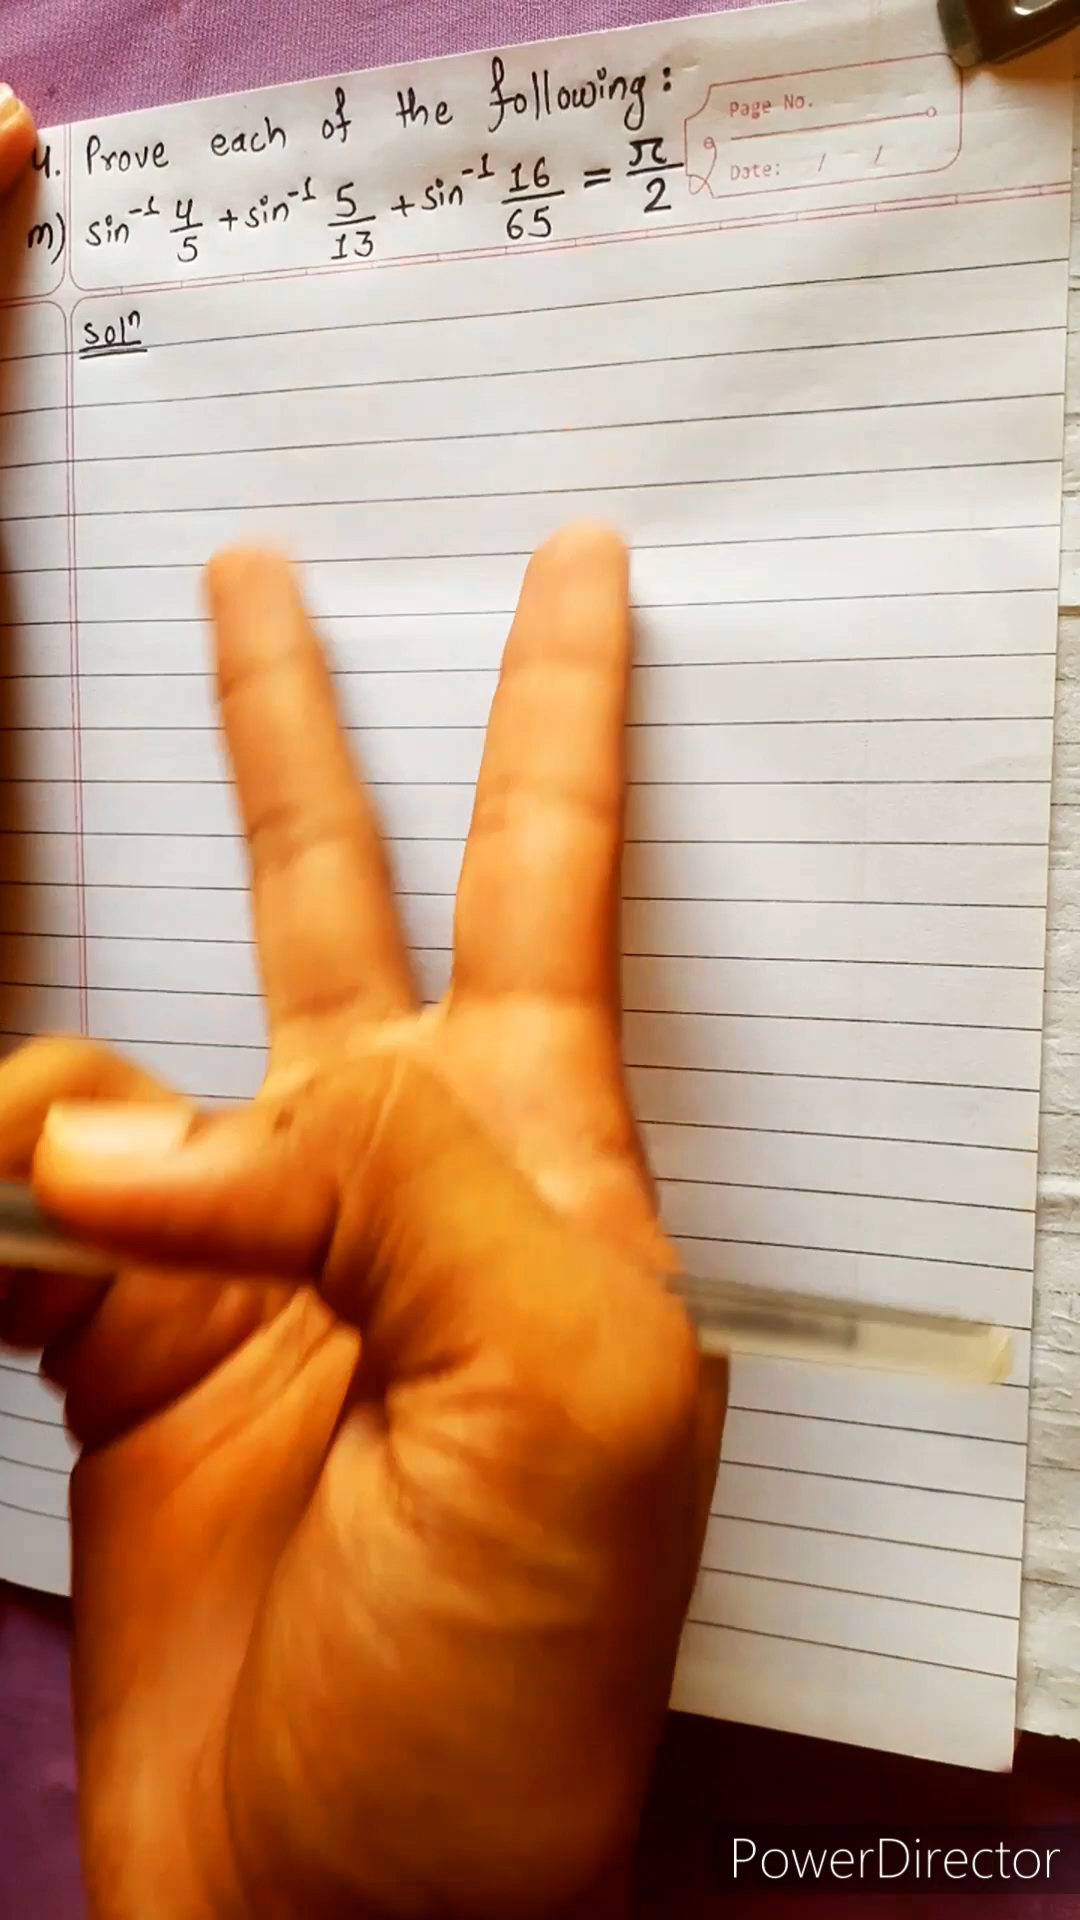 4. Prove each of the following:
Page No.
Date: / /
m) sin⁻¹ 4/5 + sin⁻¹ 5/13 + sin⁻¹ 16/65 = π/2
Solⁿ
PowerDirector